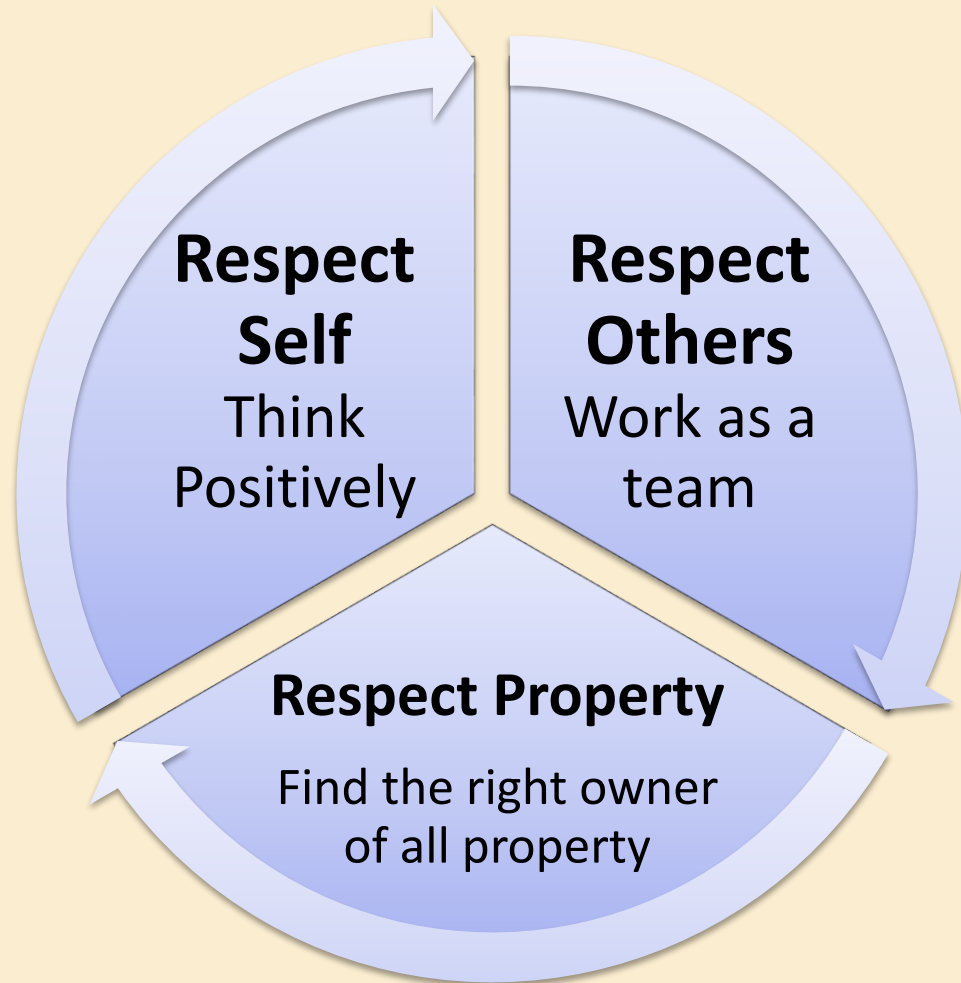 Respect
Self
Think
Positively
Respect
Others
Work as a
team
Respect Property
Find the right owner
of all property